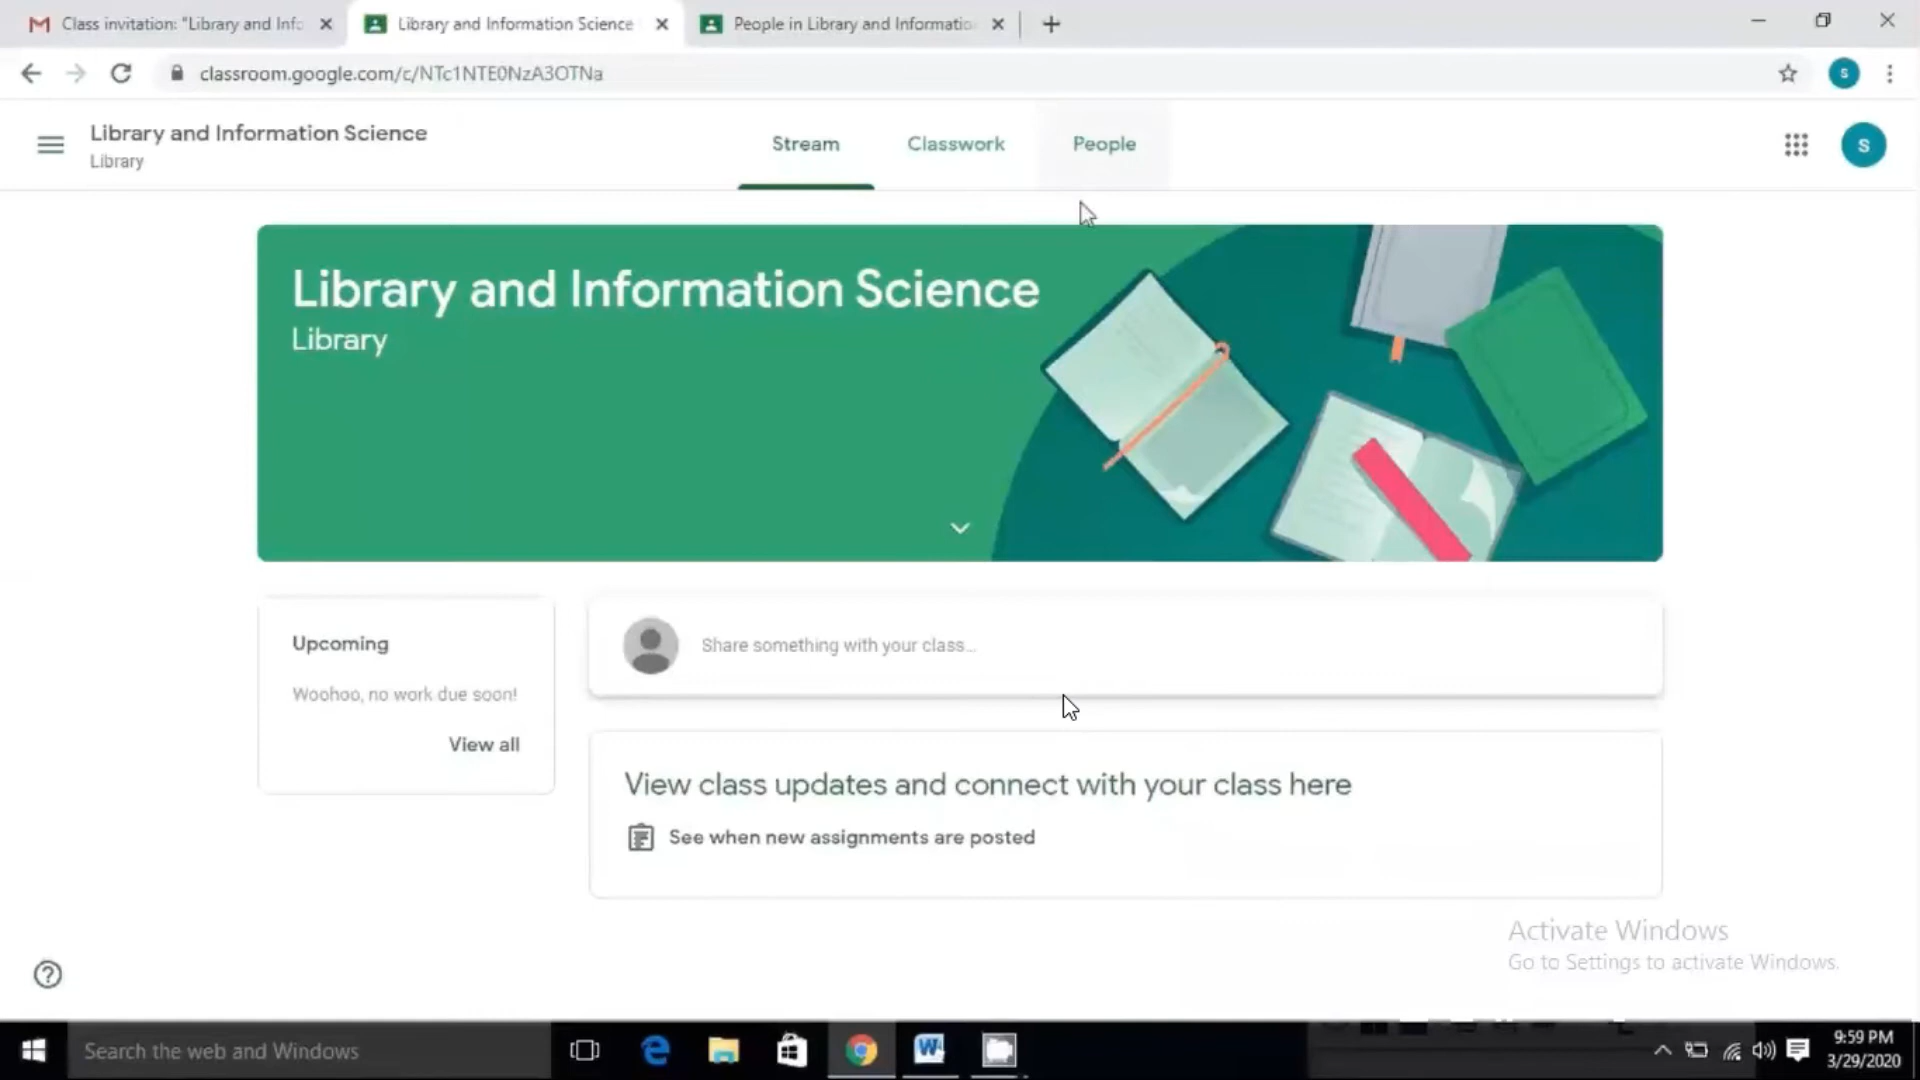 Class invitation: "Library and Info
Library and Information Science
People in Library and Informatio
classroom.google.com/c/NTc1NTE0NzA3OTNa
S
Library and Information Science
Library
Stream
Classwork
People
S
Library and Information Science
Library
Upcoming
Woohoo, no work due soon!
View all
Share something with your class...
View class updates and connect with your class here
See when new assignments are posted
Activate Windows
Go to Settings to activate Windows.
Search the web and Windows
9:59 PM
3/29/2020